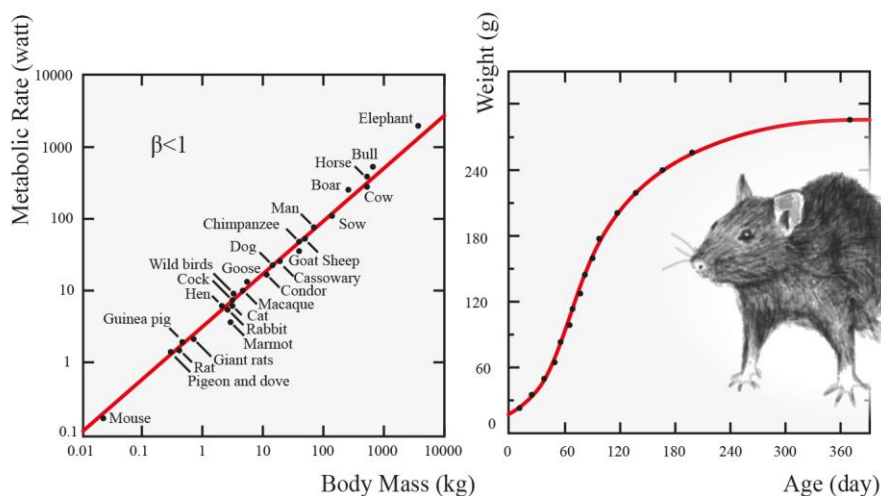 Metabolic Rate (watt)
10000
1000
100
10
1
0.1
β<1
Elephant
Bull
Horse
Boar
Cow
Man
Sow
Chimpanzee
Dog
Goat Sheep
Wild birds
Goose
Cassowary
Cock
Condor
Hen
Macaque
Cat
Guinea pig
Rabbit
Marmot
Giant rats
Rat
Pigeon and dove
Mouse
0.01 0.1 1 10 100 1000 10000
Body Mass (kg)
Weight (g)
240
180
120
60
0
0 60 120 180 240 300 360
Age (day)